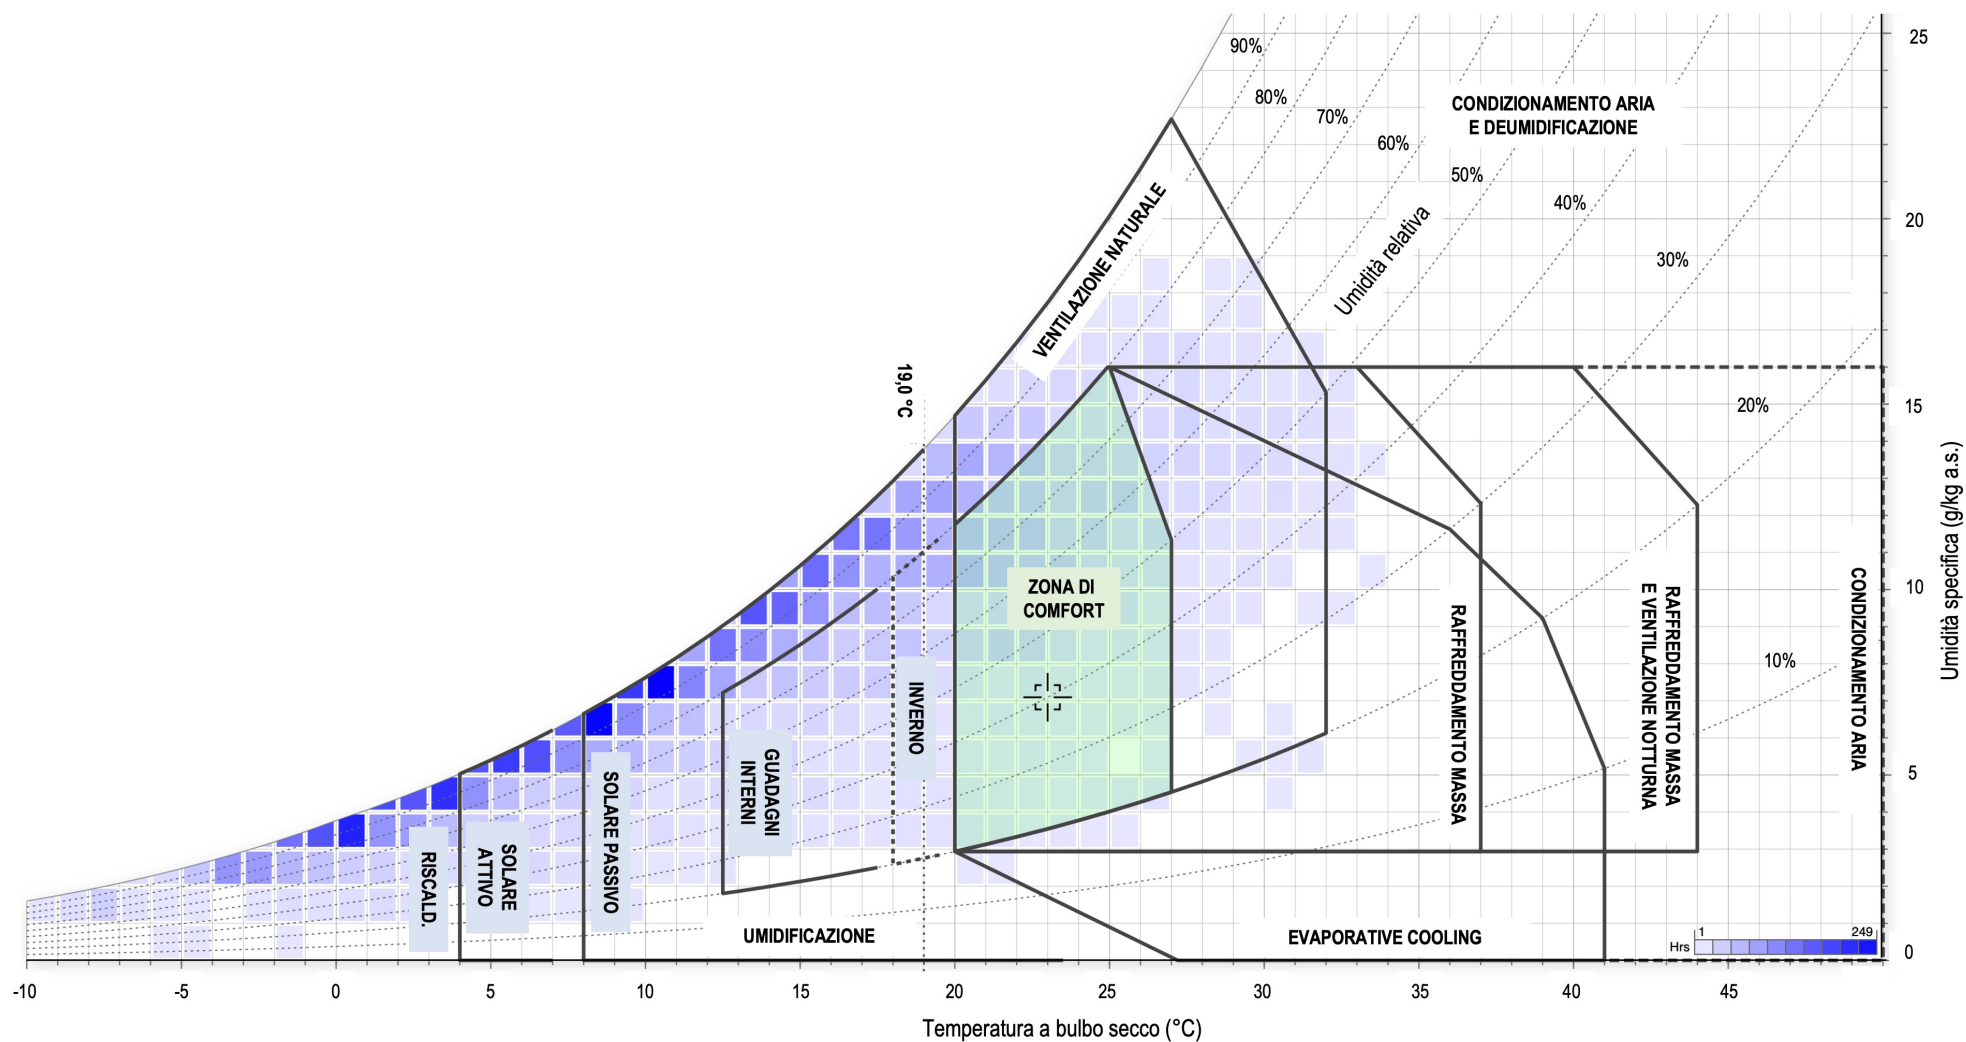 90%
80%
70%
60%
50%
40%
30%
20%
10%
CONDIZIONAMENTO ARIA
E DEUMIDIFICAZIONE
Umidità relativa
VENTILAZIONE NATURALE
19,0 °C
ZONA DI
COMFORT
INVERNO
GUADAGNI
INTERNI
SOLARE PASSIVO
SOLARE
ATTIVO
RISCALD.
UMIDIFICAZIONE
EVAPORATIVE COOLING
RAFFREDDAMENTO MASSA
RAFFREDDAMENTO MASSA
E VENTILAZIONE NOTTURNA
CONDIZIONAMENTO ARIA
Hrs 1 249
25
20
15
10
5
0
Umidità specifica (g/kg a.s.)
-10 -5 0 5 10 15 20 25 30 35 40 45
Temperatura a bulbo secco (°C)